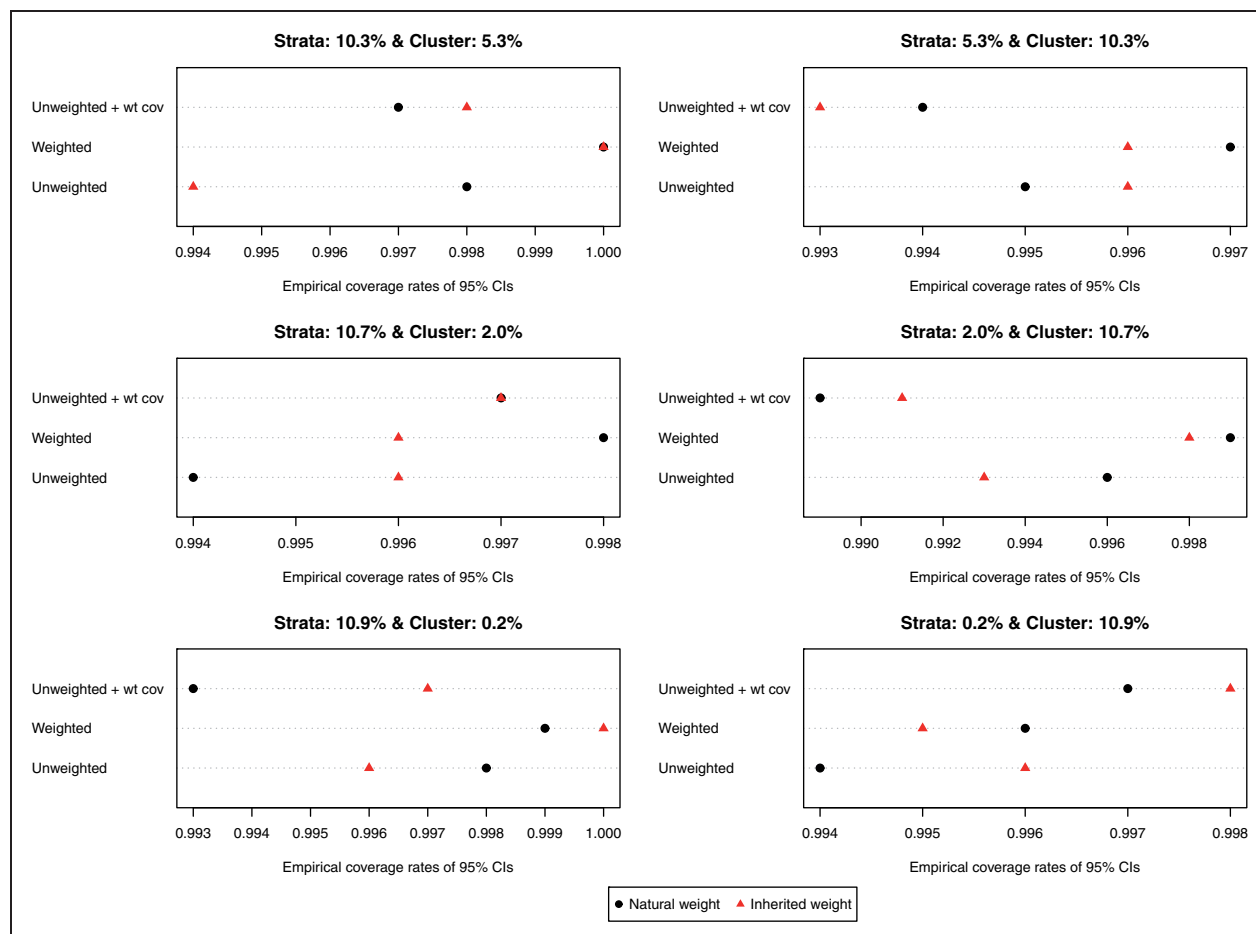 Strata: 10.3% & Cluster: 5.3%
Unweighted + wt cov
Weighted
Unweighted
0.994 0.995 0.996 0.997 0.998 0.999 1.000
Empirical coverage rates of 95% CIs
Strata: 5.3% & Cluster: 10.3%
Unweighted + wt cov
Weighted
Unweighted
0.993 0.994 0.995 0.996 0.997
Empirical coverage rates of 95% CIs
Strata: 10.7% & Cluster: 2.0%
Unweighted + wt cov
Weighted
Unweighted
0.994 0.995 0.996 0.997 0.998
Empirical coverage rates of 95% CIs
Strata: 2.0% & Cluster: 10.7%
Unweighted + wt cov
Weighted
Unweighted
0.990 0.992 0.994 0.996 0.998
Empirical coverage rates of 95% CIs
Strata: 10.9% & Cluster: 0.2%
Unweighted + wt cov
Weighted
Unweighted
0.993 0.994 0.995 0.996 0.997 0.998 0.999 1.000
Empirical coverage rates of 95% CIs
Strata: 0.2% & Cluster: 10.9%
Unweighted + wt cov
Weighted
Unweighted
0.994 0.995 0.996 0.997 0.998
Empirical coverage rates of 95% CIs
Natural weight Inherited weight